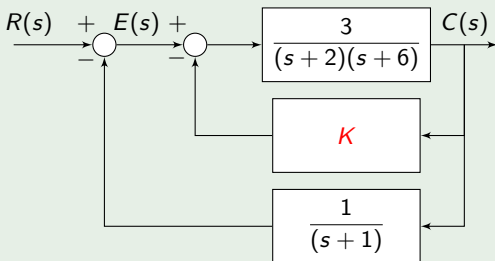 R(s) + E(s) + 3 C(s)
− − (s + 2)(s + 6)
K
1
(s + 1)